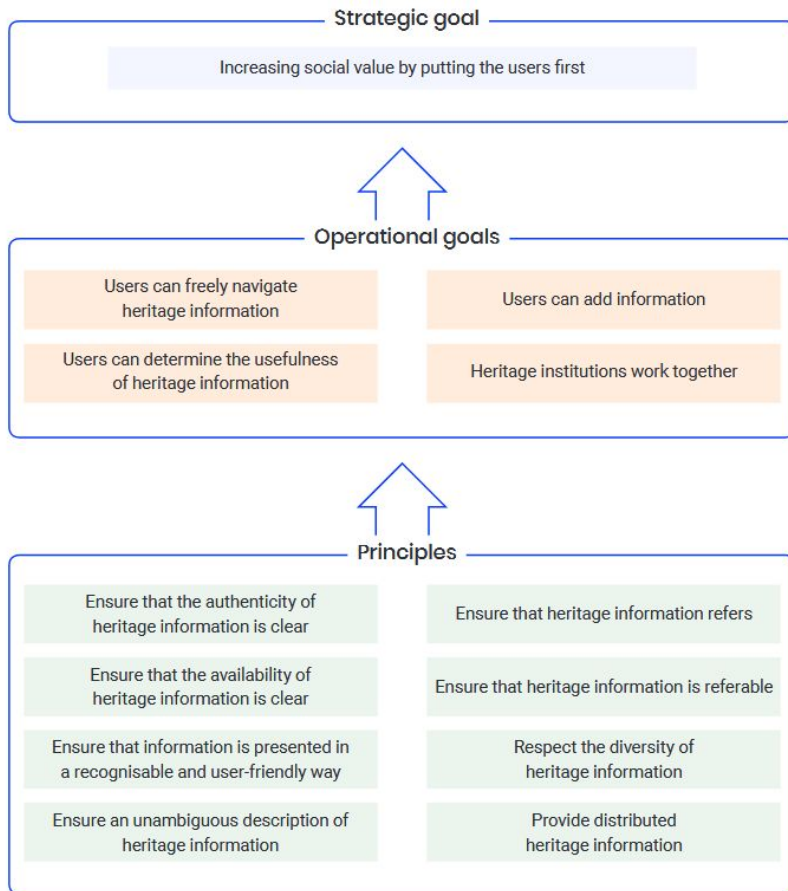 Strategic goal
Increasing social value by putting the users first
Operational goals
Users can freely navigate
heritage information
Users can add information
Users can determine the usefulness
of heritage information
Heritage institutions work together
Principles
Ensure that the authenticity of
heritage information is clear
Ensure that heritage information refers
Ensure that the availability of
heritage information is clear
Ensure that heritage information is referable
Ensure that information is presented in
a recognisable and user-friendly way
Respect the diversity of
heritage information
Ensure an unambiguous description of
heritage information
Provide distributed
heritage information